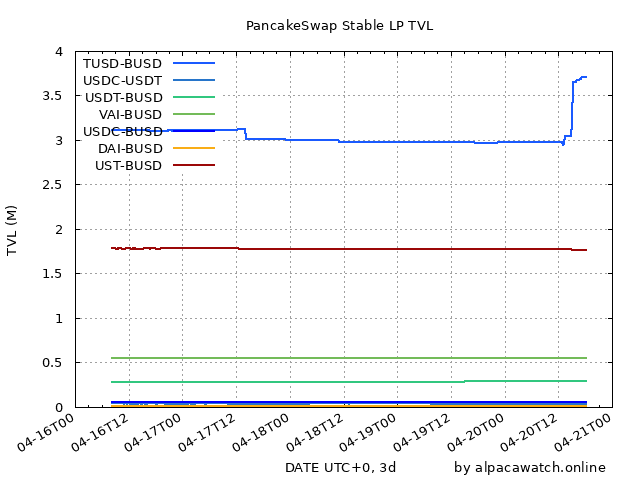 PancakeSwap Stable LP TVL
4
3.5
3
2.5
2
1.5
1
0.5
0
TVL (M)
TUSD-BUSD
USDC-USDT
USDT-BUSD
VAI-BUSD
USDC-BUSD
DAI-BUSD
UST-BUSD
04-16T00
04-16T12
04-17T00
04-17T12
04-18T00
04-18T12
04-19T00
04-19T12
04-20T00
04-20T12
04-21T00
DATE UTC+0, 3d
by alpacawatch.online